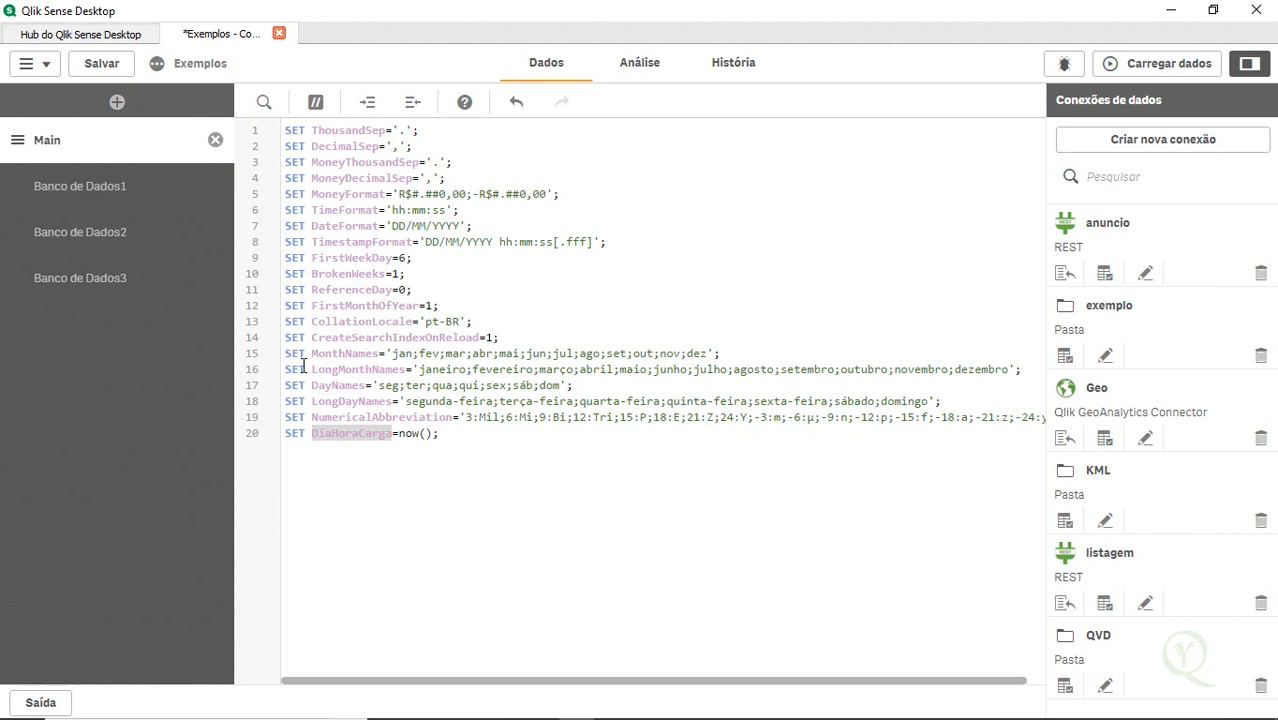 Qlik Sense Desktop
Hub do Qlik Sense Desktop
*Exemplos - Co...
Salvar
Exemplos
Dados
Análise
História
Carregar dados
Main
Banco de Dados1
Banco de Dados2
Banco de Dados3
1 SET ThousandSep='.';
2 SET DecimalSep=',';
3 SET MoneyThousandSep='.';
4 SET MoneyDecimalSep=',';
5 SET MoneyFormat='R$#.##0,00;-R$#.##0,00';
6 SET TimeFormat='hh:mm:ss';
7 SET DateFormat='DD/MM/YYYY';
8 SET TimestampFormat='DD/MM/YYYY hh:mm:ss[.fff]';
9 SET FirstWeekDay=6;
10 SET BrokenWeeks=1;
11 SET ReferenceDay=0;
12 SET FirstMonthOfYear=1;
13 SET CollationLocale='pt-BR';
14 SET CreateSearchIndexOnReload=1;
15 SET MonthNames='jan;fev;mar;abr;mai;jun;jul;ago;set;out;nov;dez';
16 SET LongMonthNames='janeiro;fevereiro;março;abril;maio;junho;julho;agosto;setembro;outubro;novembro;dezembro';
17 SET DayNames='seg;ter;qua;qui;sex;sáb;dom';
18 SET LongDayNames='segunda-feira;terça-feira;quarta-feira;quinta-feira;sexta-feira;sábado;domingo';
19 SET NumericalAbbreviation='3:Mil;6:Mi;9:Bi;12:Tri;15:P;18:E;21:Z;24:Y;-3:m;-6:µ;-9:n;-12:p;-15:f;-18:a;-21:z;-24:y
20 SET DiaHoraCarga=now();
Conexões de dados
Criar nova conexão
Pesquisar
anuncio
REST
exemplo
Pasta
Geo
Qlik GeoAnalytics Connector
KML
Pasta
listagem
REST
QVD
Pasta
Saída